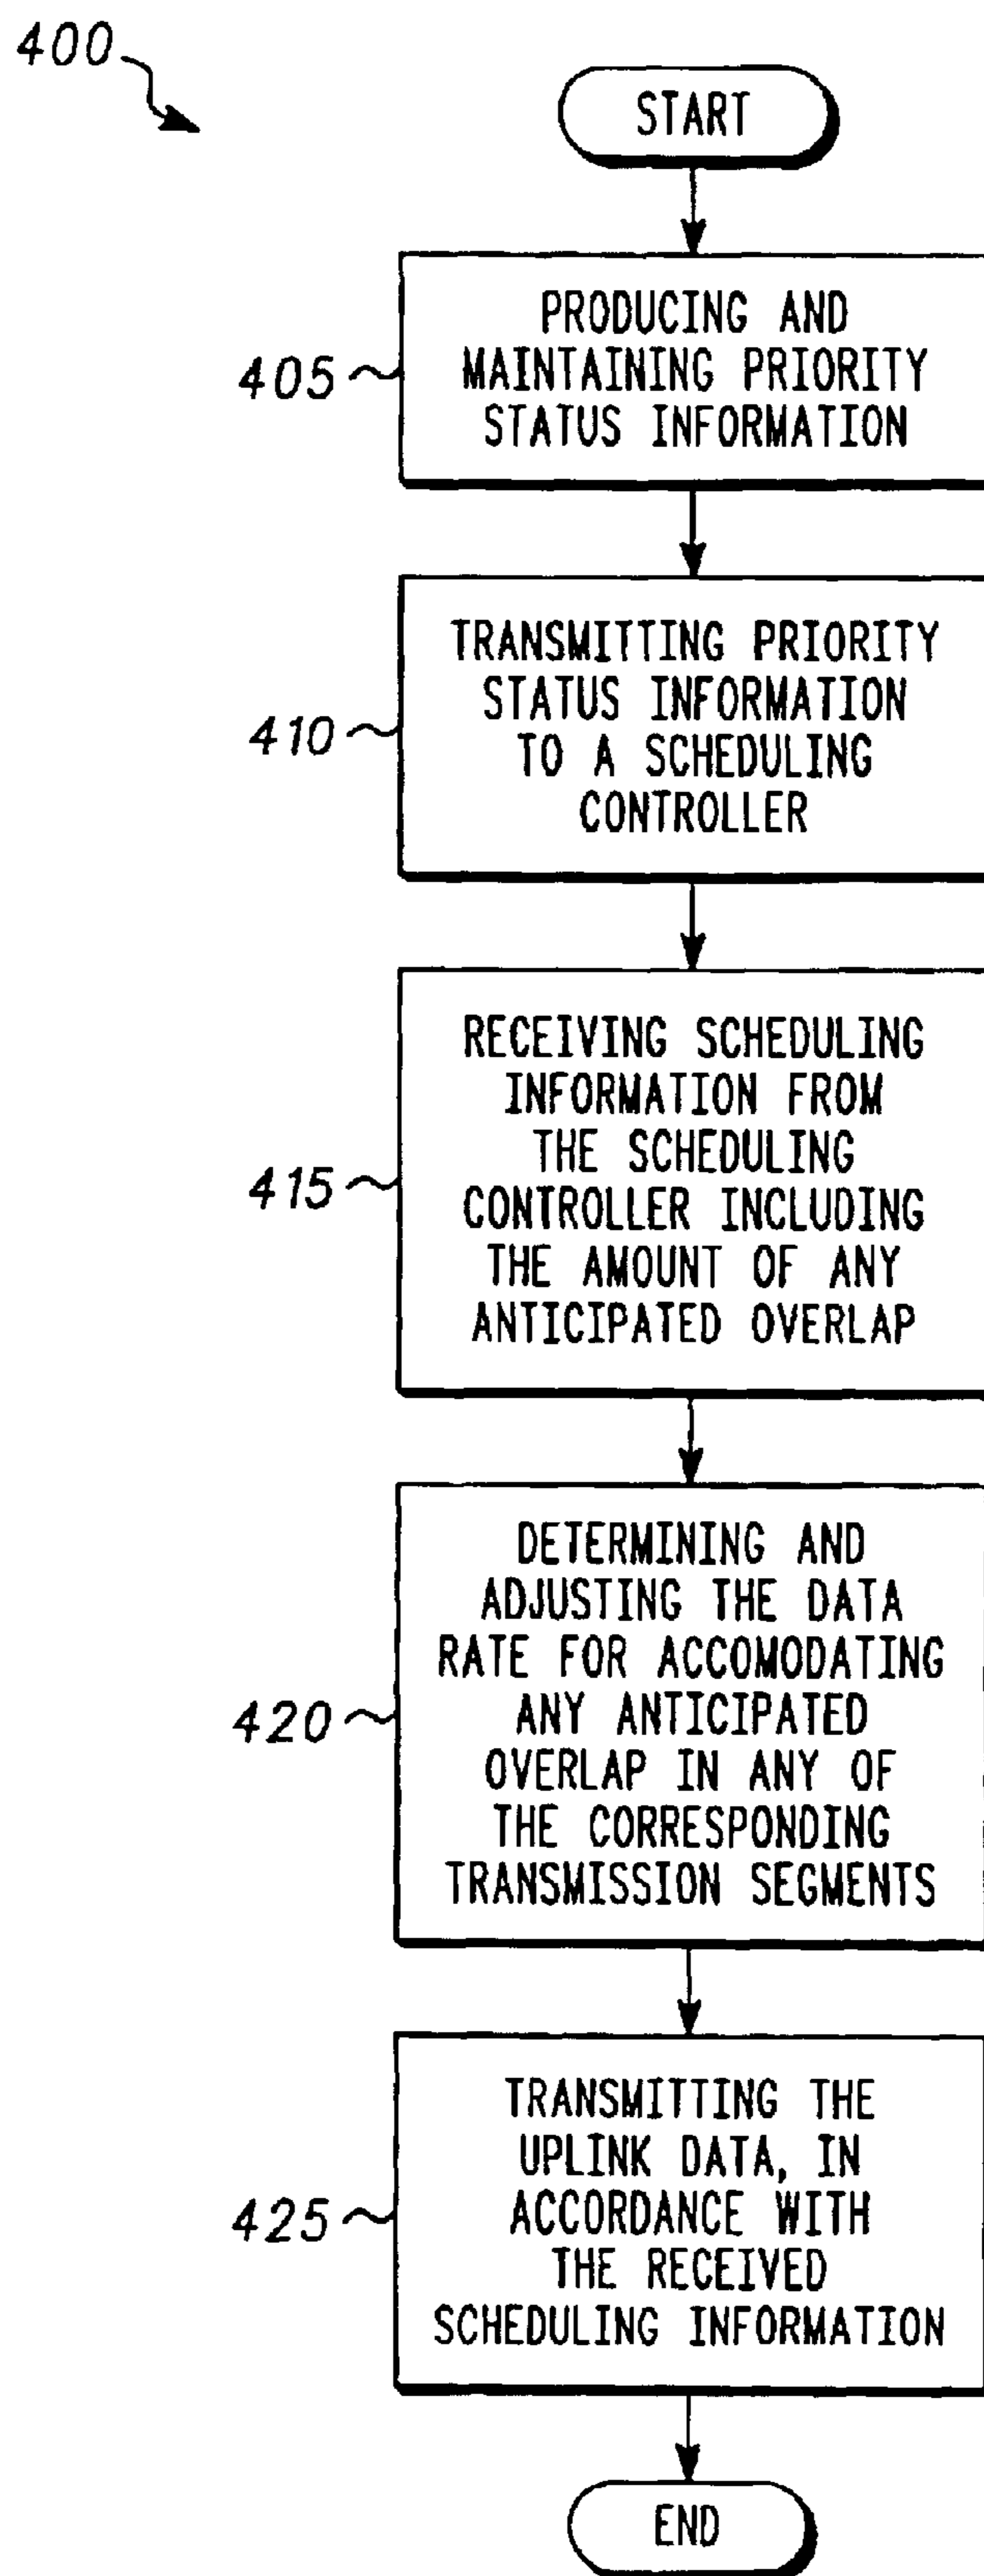 400
START
405
PRODUCING AND
MAINTAINING PRIORITY
STATUS INFORMATION
410
TRANSMITTING PRIORITY
STATUS INFORMATION
TO A SCHEDULING
CONTROLLER
415
RECEIVING SCHEDULING
INFORMATION FROM
THE SCHEDULING
CONTROLLER INCLUDING
THE AMOUNT OF ANY
ANTICIPATED OVERLAP
420
DETERMINING AND
ADJUSTING THE DATA
RATE FOR ACCOMODATING
ANY ANTICIPATED
OVERLAP IN ANY OF
THE CORRESPONDING
TRANSMISSION SEGMENTS
425
TRANSMITTING THE
UPLINK DATA, IN
ACCORDANCE WITH
THE RECEIVED
SCHEDULING INFORMATION
END